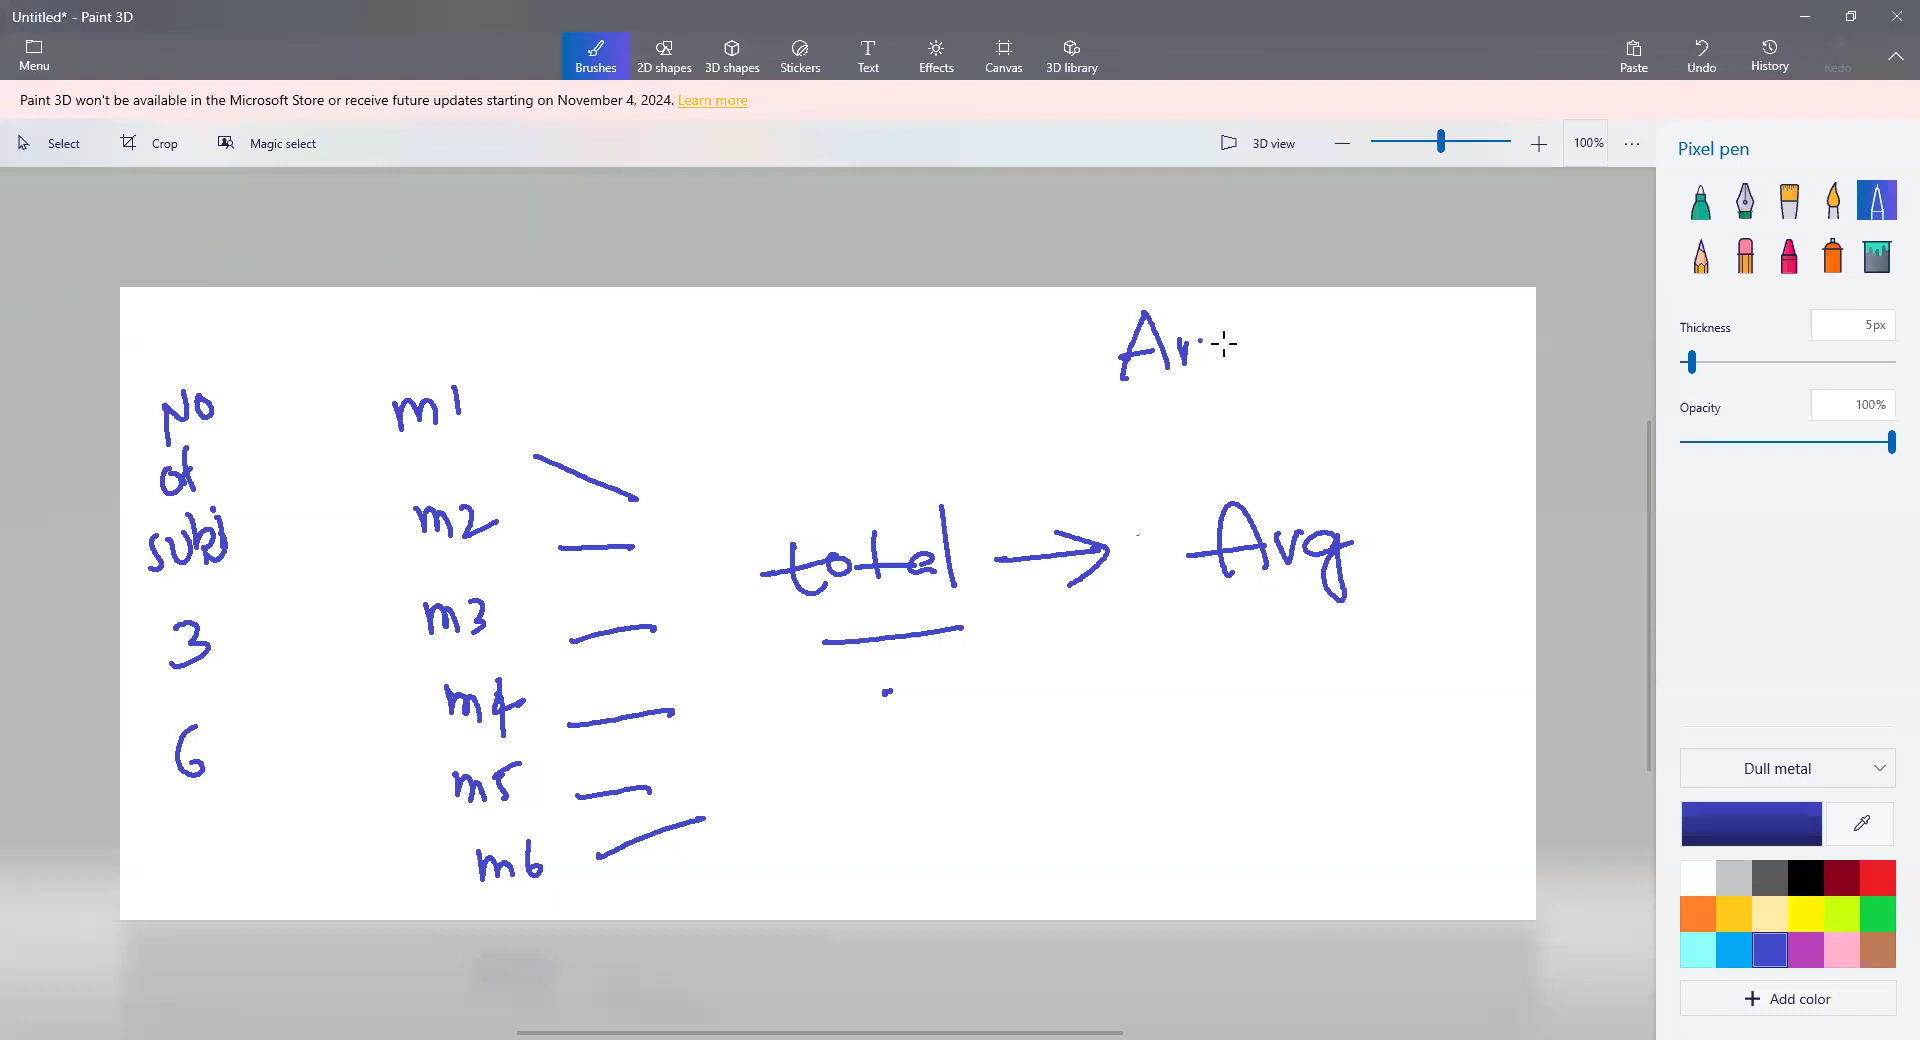 Untitled* - Paint 3D
Menu
Brushes
2D shapes
3D shapes
Stickers
Text
Effects
Canvas
3D library
Paste
Undo
History
Redo
Paint 3D won't be available in the Microsoft Store or receive future updates starting on November 4, 2024. Learn more
Select
Crop
Magic select
3D view
100%
Pixel pen
Thickness
5px
Opacity
100%
Dull metal
Add color
No
of
subj
3
6
m1
m2
m3
m4
m5
m6
total
Avg
Ar